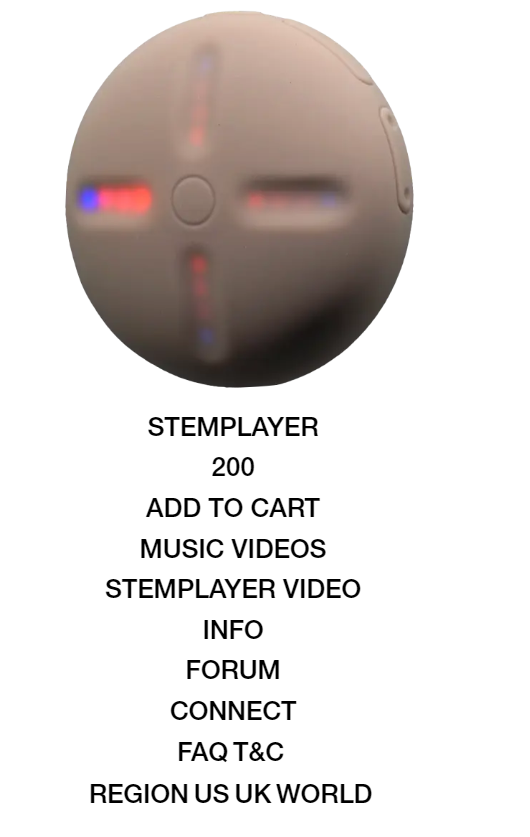 STEMPLAYER
200
ADD TO CART
MUSIC VIDEOS
STEMPLAYER VIDEO
INFO
FORUM
CONNECT
FAQ T&C
REGION US UK WORLD